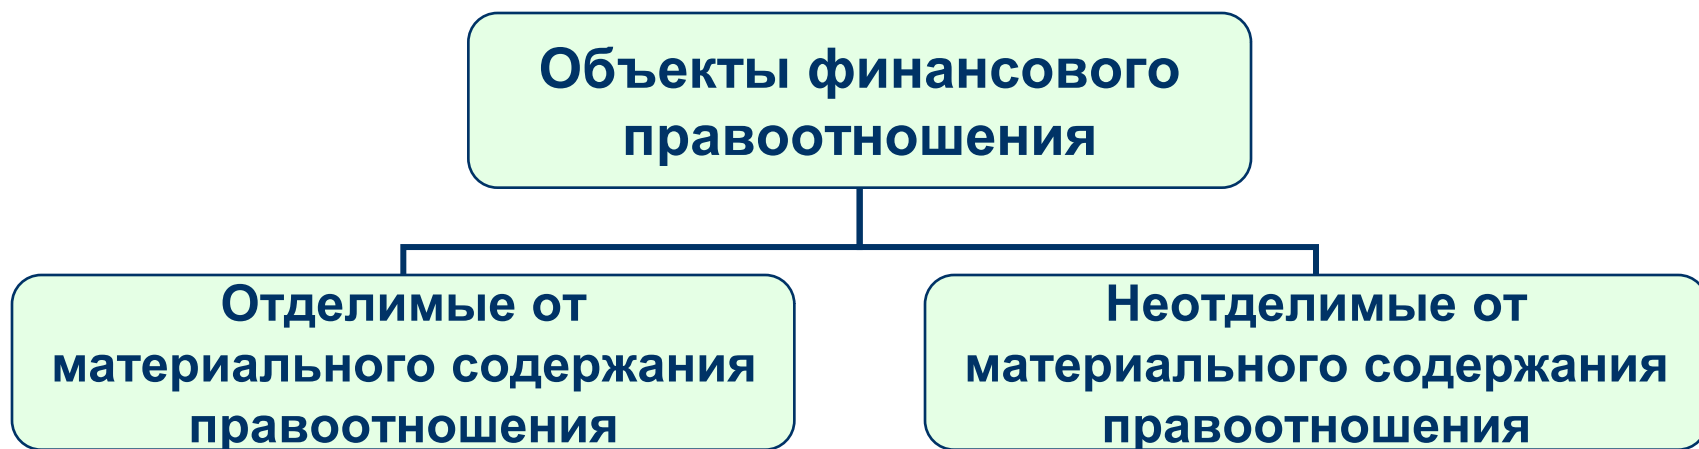 Объекты финансового
правоотношения
Отделимые от
материального содержания
правоотношения
Неотделимые от
материального содержания
правоотношения